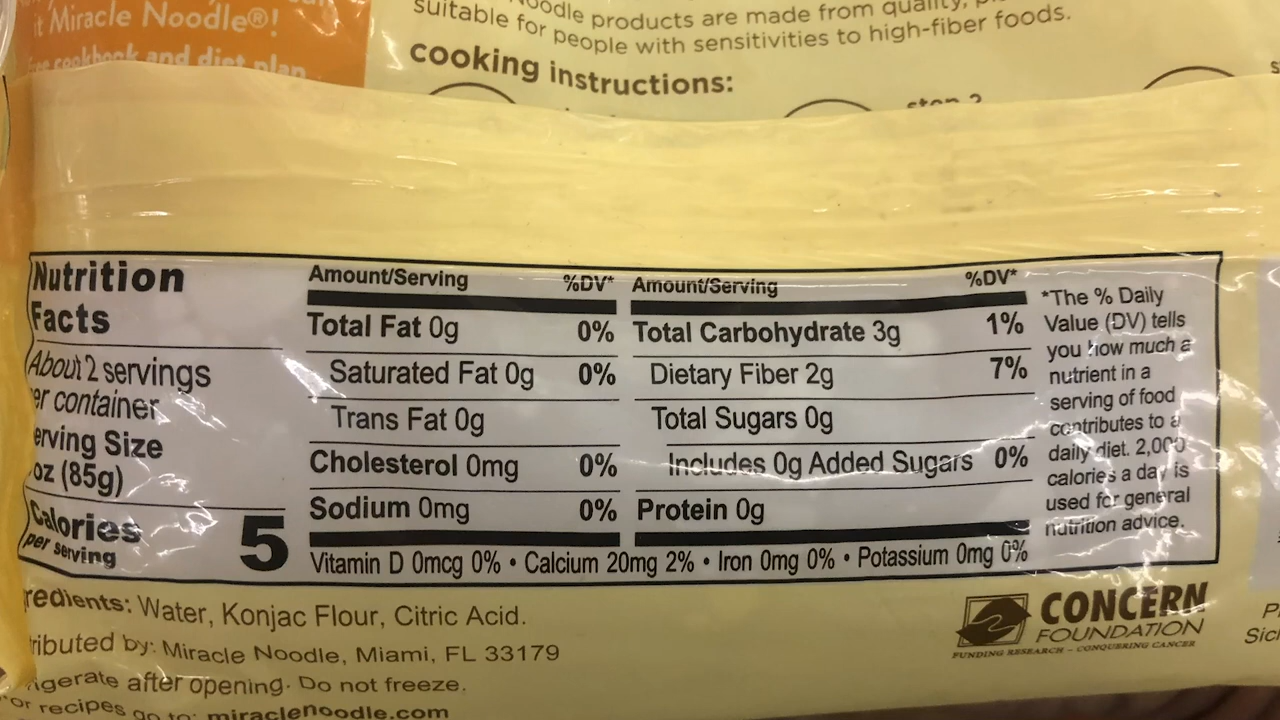 it Miracle Noodle®!
free cookbook and diet plan
Noodle products are made from quality,
suitable for people with sensitivities to high-fiber foods.
cooking instructions:
step 2
Nutrition
Facts
About 2 servings
er container
erving Size
oz (85g)
Calories
per serving
5
Amount/Serving %DV*
Total Fat 0g 0%
Saturated Fat 0g 0%
Trans Fat 0g
Cholesterol 0mg 0%
Sodium 0mg 0%
Amount/Serving %DV*
Total Carbohydrate 3g 1%
Dietary Fiber 2g 7%
Total Sugars 0g
Includes 0g Added Sugars 0%
Protein 0g
Vitamin D 0mcg 0% • Calcium 20mg 2% • Iron 0mg 0% • Potassium 0mg 0%
*The % Daily
Value (DV) tells
you how much a
nutrient in a
serving of food
contributes to a
daily diet. 2,000
calories a day is
used for general
nutrition advice.
redients: Water, Konjac Flour, Citric Acid.
tributed by: Miracle Noodle, Miami, FL 33179
igerate after opening. Do not freeze.
or recipes go to: miraclenoodle.com
CONCERN
FOUNDATION
FUNDING RESEARCH - CONQUERING CANCER